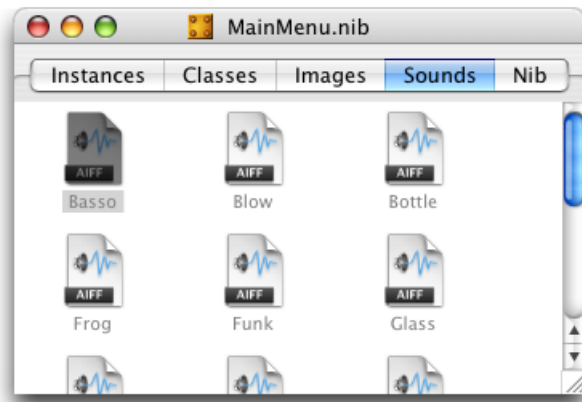 MainMenu.nib
Instances Classes Images Sounds Nib
AIFF AIFF AIFF
Basso Blow Bottle
AIFF AIFF AIFF
Frog Funk Glass